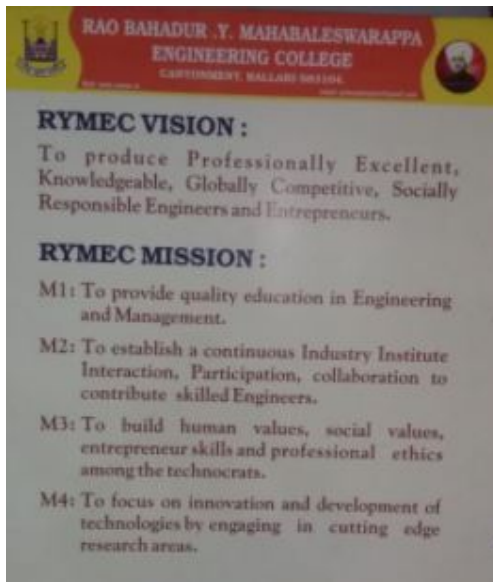 RAO BAHADUR .Y. MAHABALESWARAPPA
ENGINEERING COLLEGE
CANTONMENT, BALLARI-583104.
RYMEC VISION :
To produce Professionally Excellent,
Knowledgeable, Globally Competitive, Socially
Responsible Engineers and Entrepreneurs.
RYMEC MISSION :
M1: To provide quality education in Engineering
and Management.
M2: To establish a continuous Industry Institute
Interaction, Participation, collaboration to
contribute skilled Engineers.
M3: To build human values, social values,
entrepreneur skills and professional ethics
among the technocrats.
M4: To focus on innovation and development of
technologies by engaging in cutting edge
research areas.